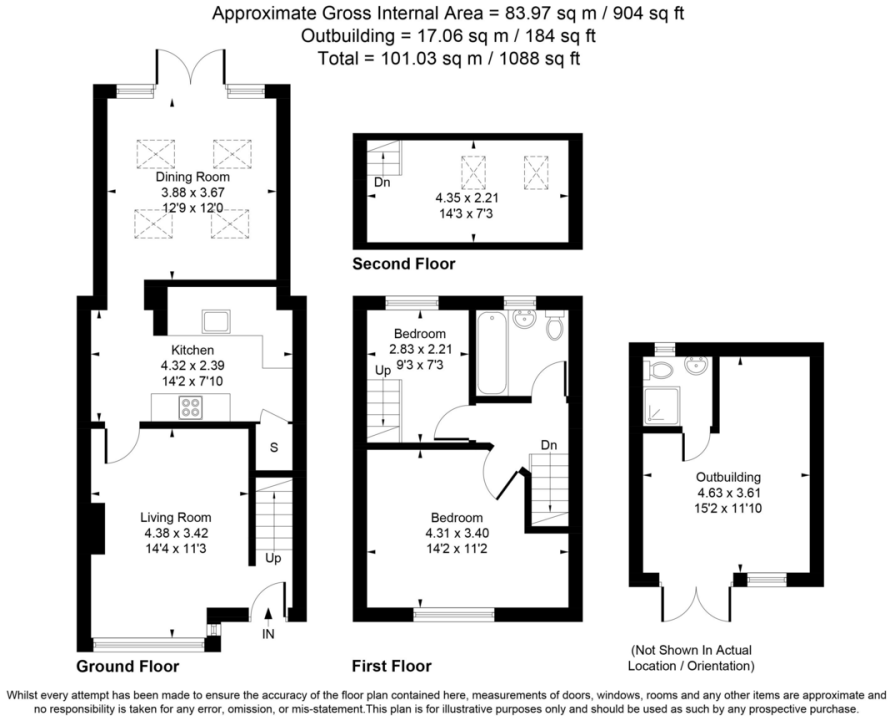 Approximate Gross Internal Area = 83.97 sq m / 904 sq ft
Outbuilding = 17.06 sq m / 184 sq ft
Total = 101.03 sq m / 1088 sq ft
Dining Room
3.88 x 3.67
12'9 x 12'0
Kitchen
4.32 x 2.39
14'2 x 7'10
S
Living Room
4.38 x 3.42
14'4 x 11'3
Up
IN
Ground Floor
Dn
4.35 x 2.21
14'3 x 7'3
Second Floor
Bedroom
2.83 x 2.21
9'3 x 7'3
Up
Dn
Bedroom
4.31 x 3.40
14'2 x 11'2
First Floor
Outbuilding
4.63 x 3.61
15'2 x 11'10
(Not Shown In Actual
Location / Orientation)
Whilst every attempt has been made to ensure the accuracy of the floor plan contained here, measurements of doors, windows, rooms and any other items are approximate and
no responsibility is taken for any error, omission, or mis-statement.This plan is for illustrative purposes only and should be used as such by any prospective purchase.